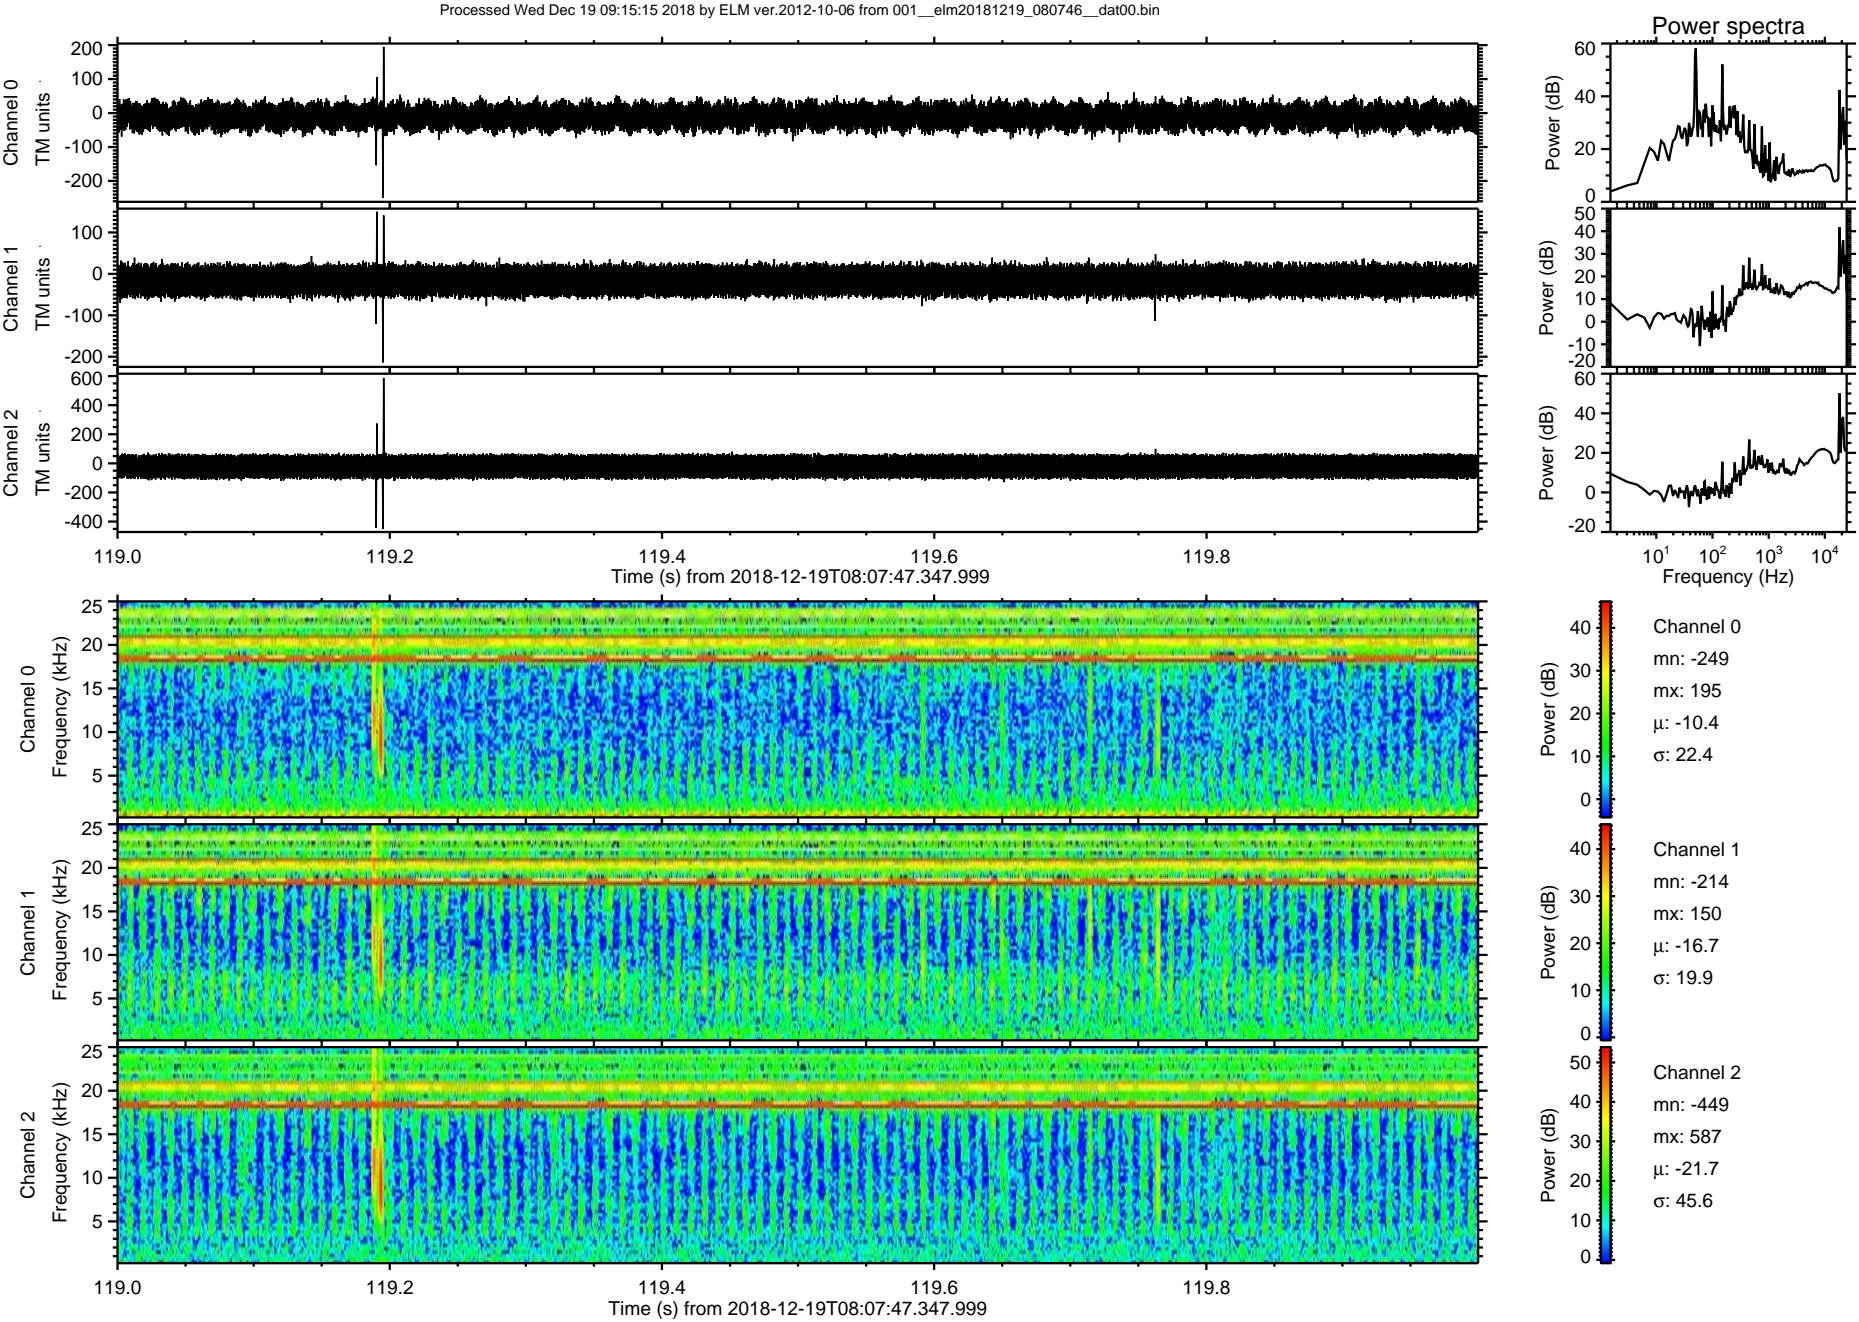 Processed Wed Dec 19 09:15:15 2018 by ELM ver.2012-10-06 from 001__elm20181219_080746__dat00.bin
Power spectra
Channel 0
TM units
200
100
0
-100
-200
Power (dB)
60
40
20
0
Channel 1
TM units
100
0
-100
-200
Power (dB)
50
40
30
20
10
0
-10
-20
Channel 2
TM units
600
400
200
0
-200
-400
Power (dB)
60
40
20
0
-20
119.0 119.2 119.4 119.6 119.8
Time (s) from 2018-12-19T08:07:47.347.999
10^1 10^2 10^3 10^4
Frequency (Hz)
Channel 0
Frequency (kHz)
25
20
15
10
5
Power (dB)
40
30
20
10
0
Channel 0
mn: -249
mx: 195
μ: -10.4
σ: 22.4
Channel 1
Frequency (kHz)
25
20
15
10
5
Power (dB)
40
30
20
10
0
Channel 1
mn: -214
mx: 150
μ: -16.7
σ: 19.9
Channel 2
Frequency (kHz)
25
20
15
10
5
Power (dB)
50
40
30
20
10
0
Channel 2
mn: -449
mx: 587
μ: -21.7
σ: 45.6
119.0 119.2 119.4 119.6 119.8
Time (s) from 2018-12-19T08:07:47.347.999